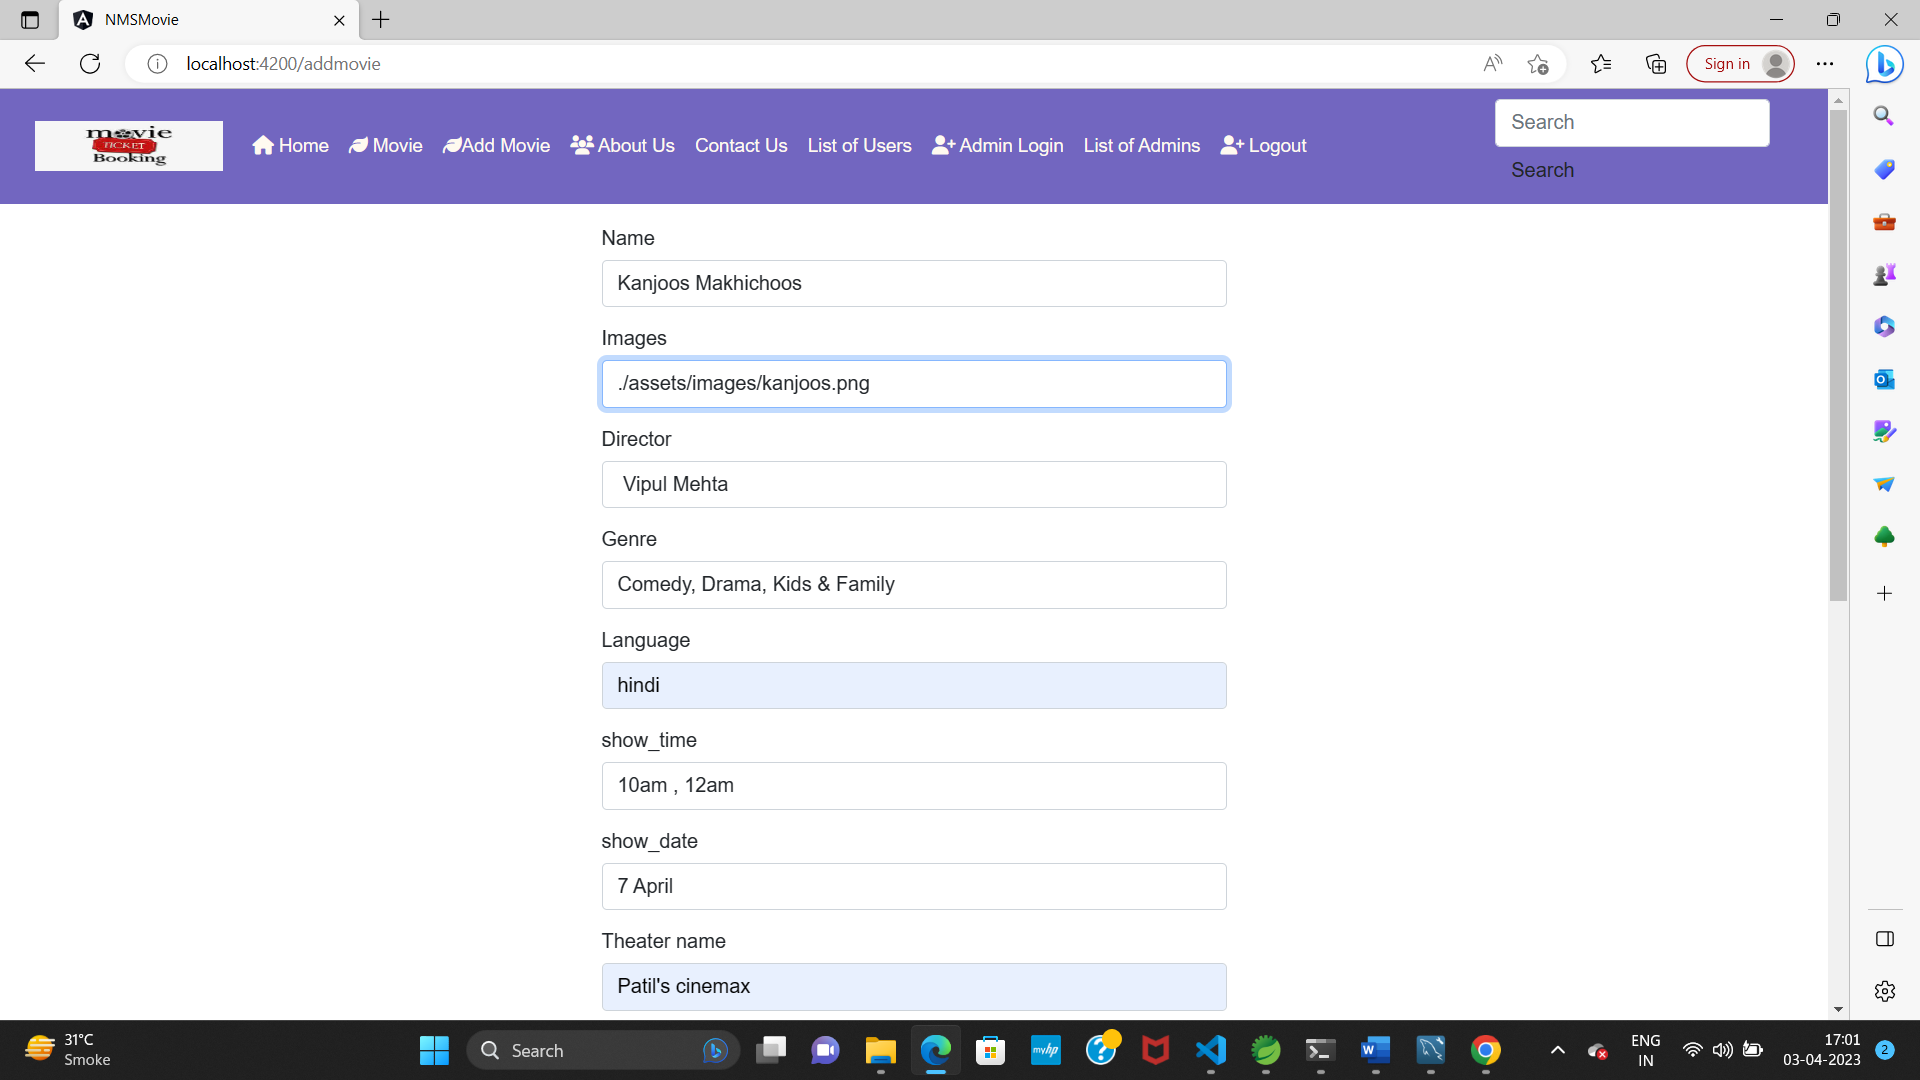 NMSMovie
localhost:4200/addmovie
Sign in
movie
TICKET
Booking
Home Movie Add Movie About Us Contact Us List of Users Admin Login List of Admins Logout
Search
Search
Name
Kanjoos Makhichoos
Images
./assets/images/kanjoos.png
Director
Vipul Mehta
Genre
Comedy, Drama, Kids & Family
Language
hindi
show_time
10am , 12am
show_date
7 April
Theater name
Patil's cinemax
31°C
Smoke
Search
myhp
ENG
IN
17:01
03-04-2023
2